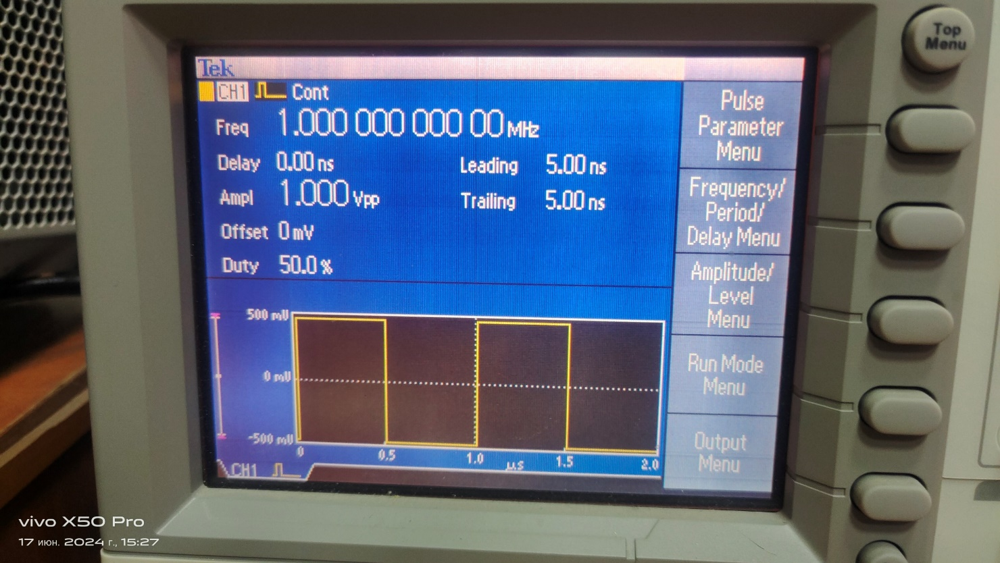 Top
Menu
Tek
CH1 Cont
Freq 1.000 000 000 00 MHz
Delay 0.00 ns Leading 5.00 ns
Ampl 1.000 Vpp Trailing 5.00 ns
Offset 0 mV
Duty 50.0 %
500 mV
0 mV
-500 mV
0 0.5 1.0 1.5 2.0
µs
CH1
Pulse
Parameter
Menu
Frequency/
Period/
Delay Menu
Amplitude/
Level
Menu
Run Mode
Menu
Output
Menu
vivo X50 Pro
17 июн. 2024 г., 15:27